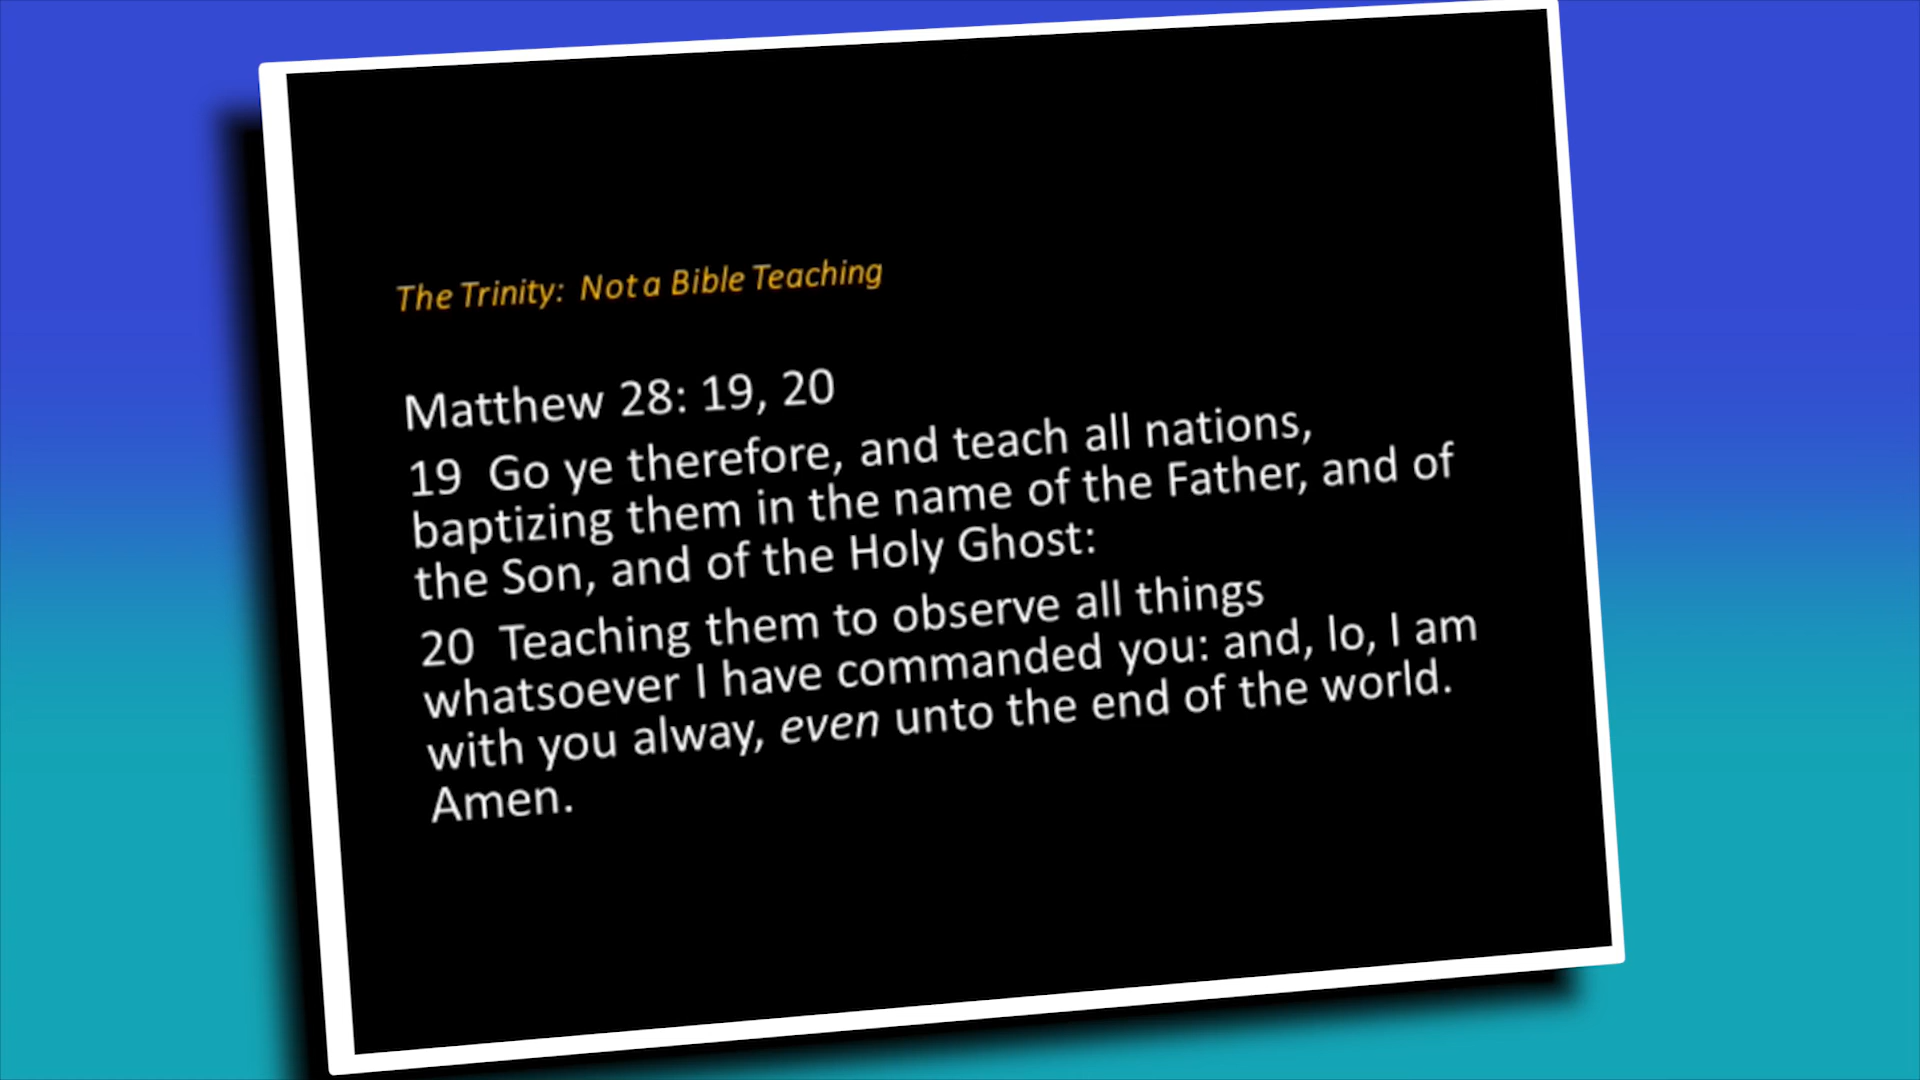 The Trinity: Not a Bible Teaching
Matthew 28: 19, 20
19 Go ye therefore, and teach all nations,
baptizing them in the name of the Father, and of
the Son, and of the Holy Ghost:
20 Teaching them to observe all things
whatsoever I have commanded you: and, lo, I am
with you alway, even unto the end of the world.
Amen.